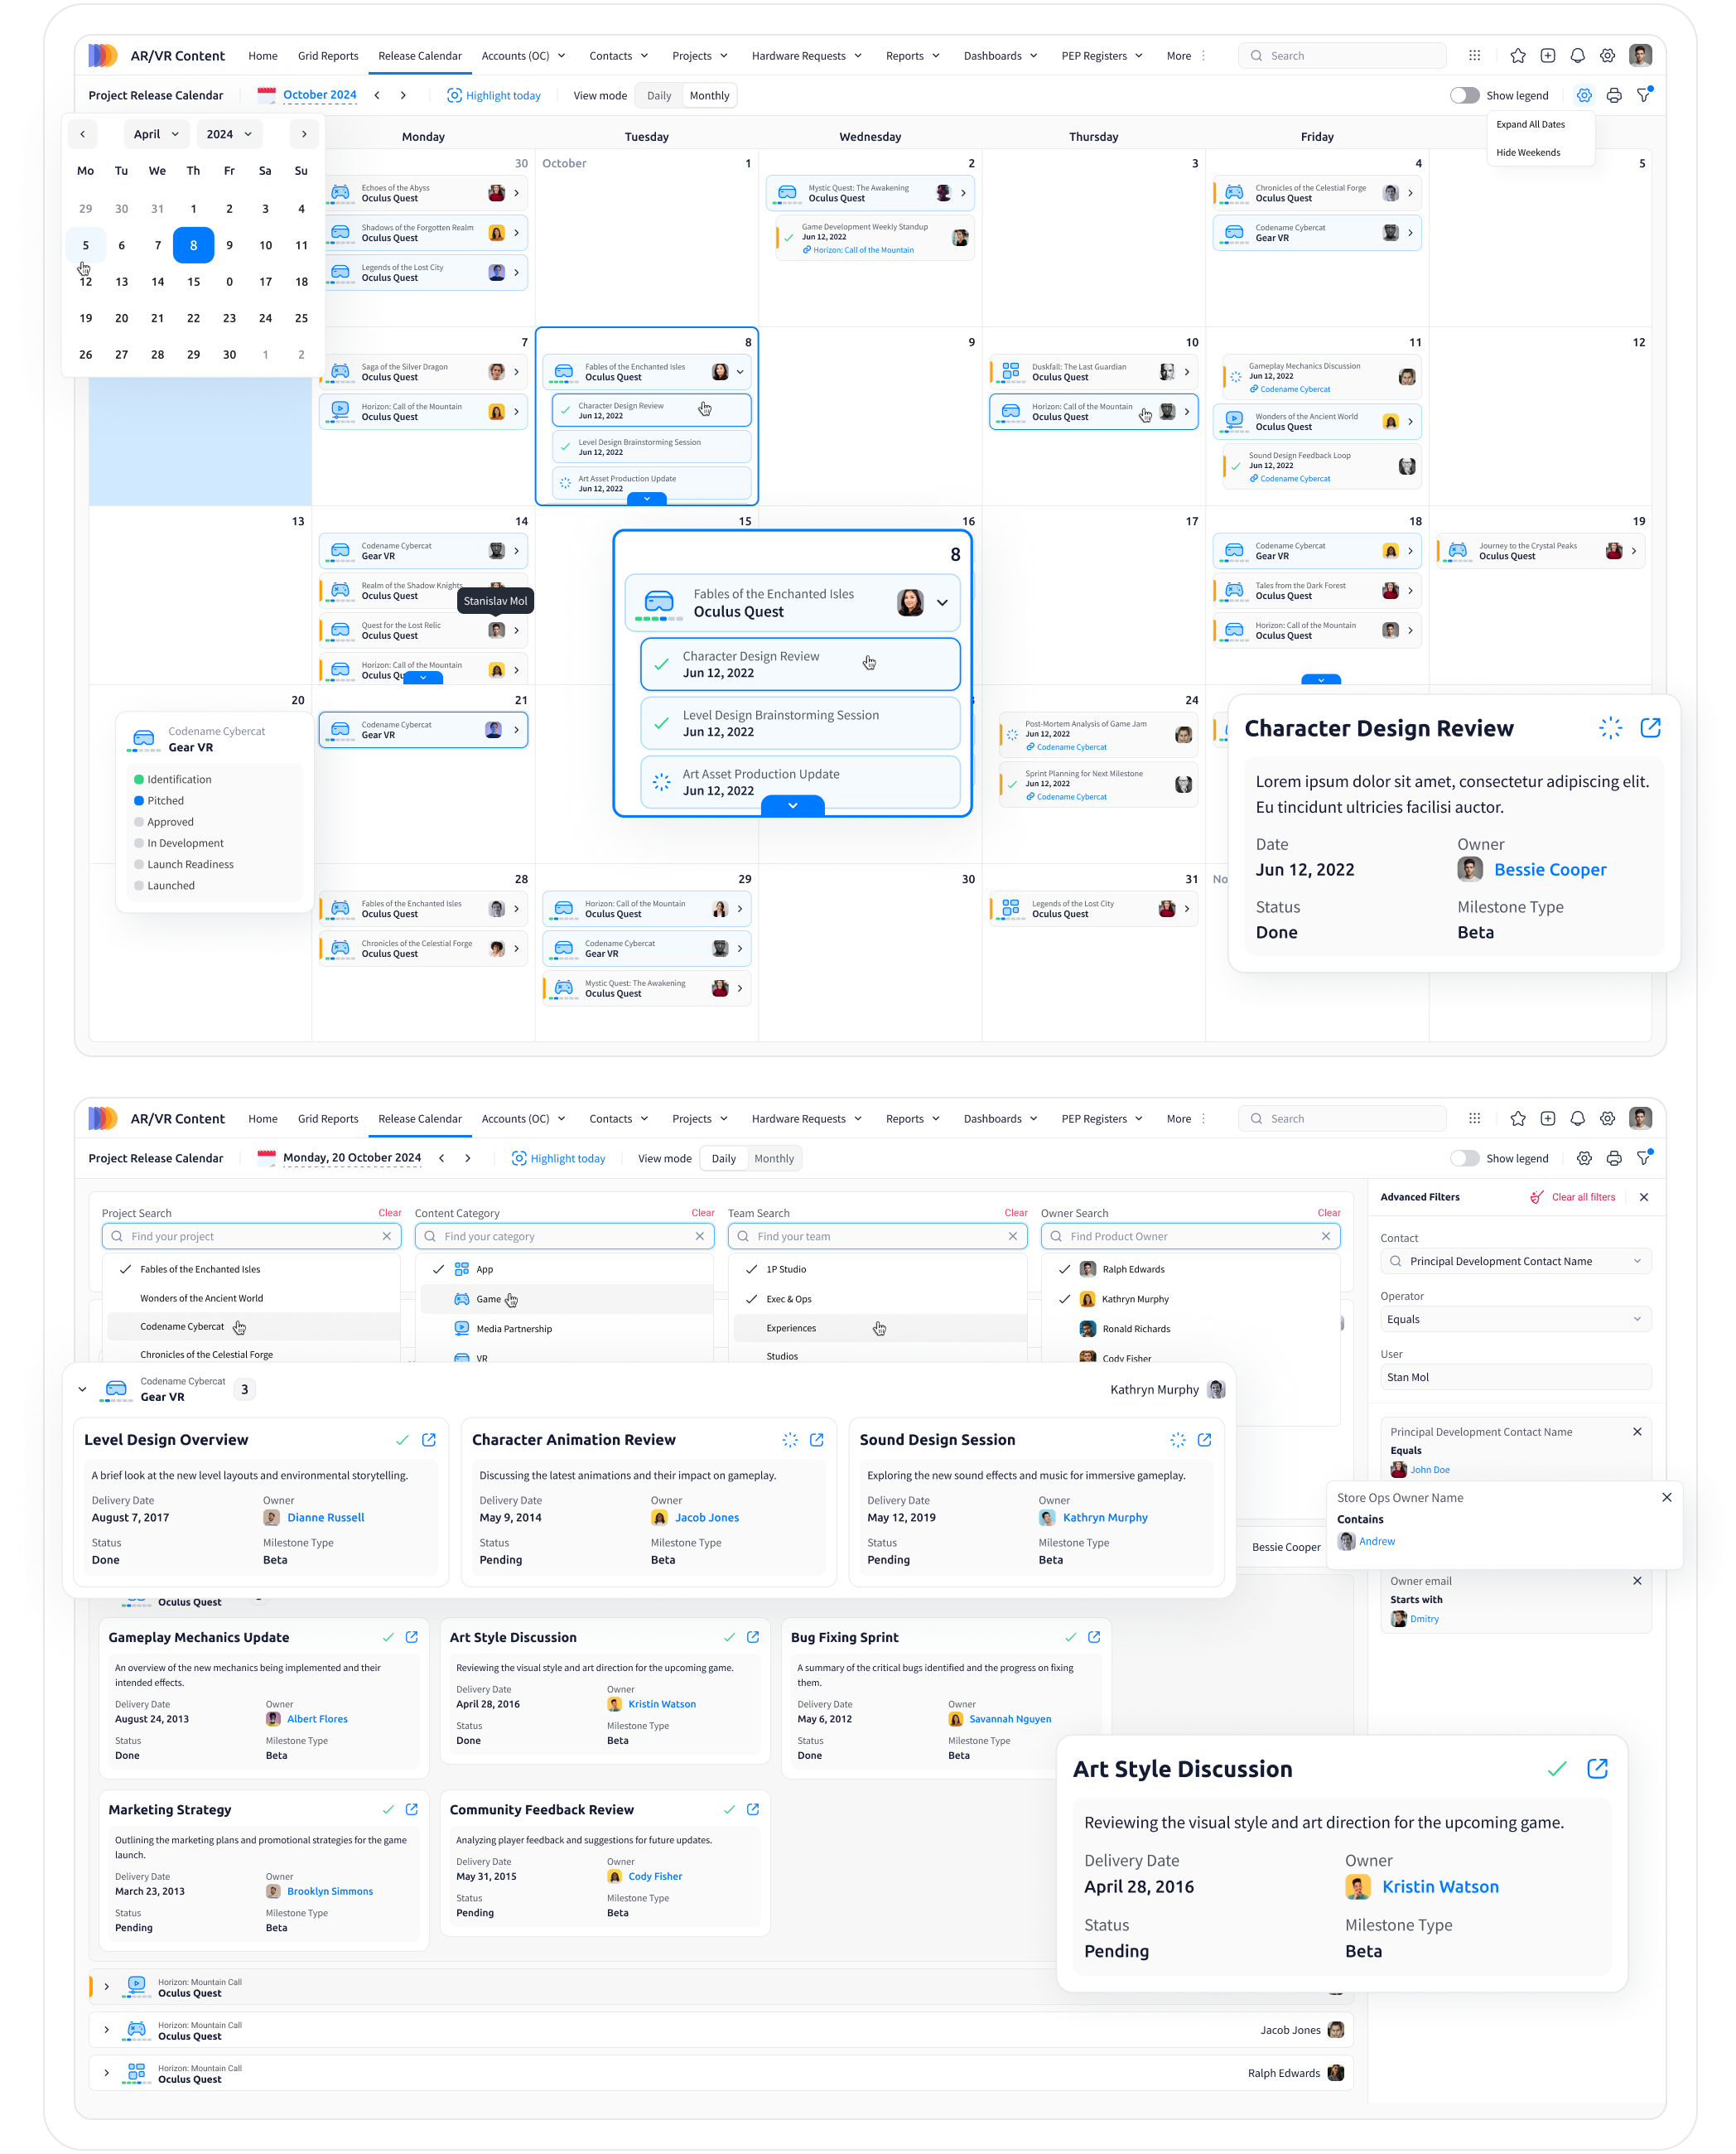 AR/VR Content Home Grid Reports Release Calendar Accounts (OC) Contacts Projects Hardware Requests Reports Dashboards PEP Registers More Search
Project Release Calendar October 2024 Highlight today View mode Daily Monthly Show legend
Expand All Dates
Hide Weekends
April 2024
Mo Tu We Th Fr Sa Su
29 30 31 1 2 3 4
5 6 7 8 9 10 11
12 13 14 15 0 17 18
19 20 21 22 23 24 25
26 27 28 29 30 1 2
Monday Tuesday Wednesday Thursday Friday
30 October 1 2 3 4 5
Echoes of the Abyss
Oculus Quest
Shadows of the Forgotten Realm
Oculus Quest
Legends of the Lost City
Oculus Quest
Mystic Quest: The Awakening
Oculus Quest
Game Development Weekly Standup
Jun 12, 2022
Horizon: Call of the Mountain
Chronicles of the Celestial Forge
Oculus Quest
Codename Cybercat
Gear VR
7 8 9 10 11 12
Saga of the Silver Dragon
Oculus Quest
Horizon: Call of the Mountain
Oculus Quest
Fables of the Enchanted Isles
Oculus Quest
Character Design Review
Jun 12, 2022
Level Design Brainstorming Session
Jun 12, 2022
Art Asset Production Update
Jun 12, 2022
Duskfall: The Last Guardian
Oculus Quest
Horizon: Call of the Mountain
Oculus Quest
Gameplay Mechanics Discussion
Jun 12, 2022
Codename Cybercat
Wonders of the Ancient World
Oculus Quest
Sound Design Feedback Loop
Jun 12, 2022
Codename Cybercat
13 14 15 16 17 18 19
Codename Cybercat
Gear VR
Realm of the Shadow Knights
Oculus Quest
Stanislav Mol
Quest for the Lost Relic
Oculus Quest
Horizon: Call of the Mountain
Oculus Qu
8
Fables of the Enchanted Isles
Oculus Quest
Character Design Review
Jun 12, 2022
Level Design Brainstorming Session
Jun 12, 2022
Art Asset Production Update
Jun 12, 2022
Codename Cybercat
Gear VR
Tales from the Dark Forest
Oculus Quest
Horizon: Call of the Mountain
Oculus Quest
Journey to the Crystal Peaks
Oculus Quest
20 21 24
Codename Cybercat
Gear VR
Identification
Pitched
Approved
In Development
Launch Readiness
Launched
Codename Cybercat
Gear VR
Post-Mortem Analysis of Game Jam
Jun 12, 2022
Codename Cybercat
Sprint Planning for Next Milestone
Jun 12, 2022
Codename Cybercat
Character Design Review
Lorem ipsum dolor sit amet, consectetur adipiscing elit.
Eu tincidunt ultricies facilisi auctor.
Date Owner
Jun 12, 2022 Bessie Cooper
Status Milestone Type
Done Beta
28 29 30 31 No
Fables of the Enchanted Isles
Oculus Quest
Chronicles of the Celestial Forge
Oculus Quest
Horizon: Call of the Mountain
Oculus Quest
Codename Cybercat
Gear VR
Mystic Quest: The Awakening
Oculus Quest
Legends of the Lost City
Oculus Quest
AR/VR Content Home Grid Reports Release Calendar Accounts (OC) Contacts Projects Hardware Requests Reports Dashboards PEP Registers More Search
Project Release Calendar Monday, 20 October 2024 Highlight today View mode Daily Monthly Show legend
Project Search Clear
Find your project
Fables of the Enchanted Isles
Wonders of the Ancient World
Codename Cybercat
Chronicles of the Celestial Forge
Content Category Clear
Find your category
App
Game
Media Partnership
VR
Team Search Clear
Find your team
1P Studio
Exec & Ops
Experiences
Studios
Owner Search Clear
Find Product Owner
Ralph Edwards
Kathryn Murphy
Ronald Richards
Cody Fisher
Advanced Filters Clear all filters
Contact
Principal Development Contact Name
Operator
Equals
User
Stan Mol
Principal Development Contact Name
Equals
John Doe
Store Ops Owner Name
Contains
Andrew
Owner email
Starts with
Dmitry
Codename Cybercat
Gear VR
3
Kathryn Murphy
Level Design Overview
A brief look at the new level layouts and environmental storytelling.
Delivery Date Owner
August 7, 2017 Dianne Russell
Status Milestone Type
Done Beta
Character Animation Review
Discussing the latest animations and their impact on gameplay.
Delivery Date Owner
May 9, 2014 Jacob Jones
Status Milestone Type
Pending Beta
Sound Design Session
Exploring the new sound effects and music for immersive gameplay.
Delivery Date Owner
May 12, 2019 Kathryn Murphy
Status Milestone Type
Pending Beta
Bessie Cooper
Oculus Quest
Gameplay Mechanics Update
An overview of the new mechanics being implemented and their
intended effects.
Delivery Date Owner
August 24, 2013 Albert Flores
Status Milestone Type
Done Beta
Art Style Discussion
Reviewing the visual style and art direction for the upcoming game.
Delivery Date Owner
April 28, 2016 Kristin Watson
Status Milestone Type
Done Beta
Bug Fixing Sprint
A summary of the critical bugs identified and the progress on fixing
them.
Delivery Date Owner
May 6, 2012 Savannah Nguyen
Status Milestone Type
Done Beta
Marketing Strategy
Outlining the marketing plans and promotional strategies for the game
launch.
Delivery Date Owner
March 23, 2013 Brooklyn Simmons
Status Milestone Type
Pending Beta
Community Feedback Review
Analyzing player feedback and suggestions for future updates.
Delivery Date Owner
May 31, 2015 Cody Fisher
Status Milestone Type
Pending Beta
Art Style Discussion
Reviewing the visual style and art direction for the upcoming game.
Delivery Date Owner
April 28, 2016 Kristin Watson
Status Milestone Type
Pending Beta
Horizon: Mountain Call
Oculus Quest
Horizon: Mountain Call
Oculus Quest
Jacob Jones
Horizon: Mountain Call
Oculus Quest
Ralph Edwards